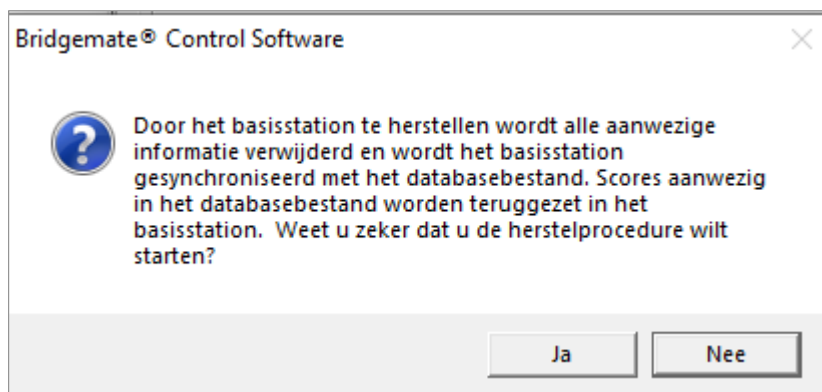 Bridgemate® Control Software
Door het basisstation te herstellen wordt alle aanwezige
informatie verwijderd en wordt het basisstation
gesynchroniseerd met het databasebestand. Scores aanwezig
in het databasebestand worden teruggezet in het
basisstation.  Weet u zeker dat u de herstelprocedure wilt
starten?
Ja
Nee